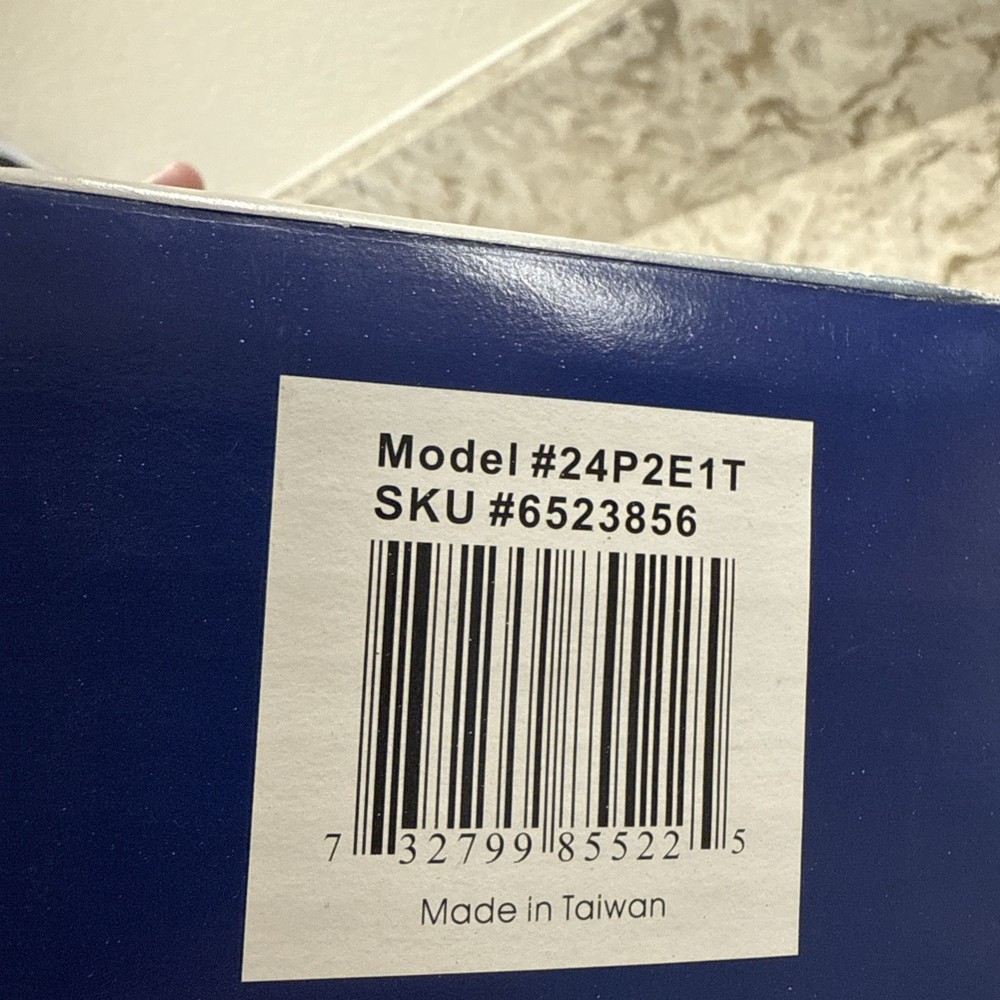 Model #24P2E1T
SKU #6523856
7 32799 85522 5
Made in Taiwan